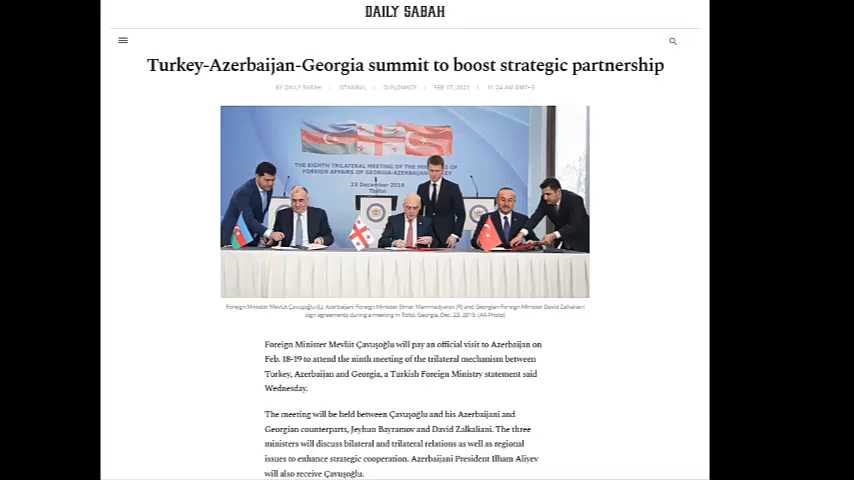 DAILY SABAH
Turkey-Azerbaijan-Georgia summit to boost strategic partnership
BY DAILY SABAH | ISTANBUL | DIPLOMACY | FEB 17, 2021 | 11:24 AM GMT+3
THE EIGHTH TRILATERAL MEETING OF THE OF
FOREIGN AFFAIRS OF GEORGIA-AZERBAIJAN
23 December 2019
Tbilisi
Foreign Minister Mevlüt Çavuşoğlu (L), Azerbaijani Foreign Minister Elmar Mammadyarov (R) and Georgian Foreign Minister David Zalkaliani
sign agreements during a meeting in Tbilisi, Georgia, Dec. 23, 2019. (AA Photo)
Foreign Minister Mevlüt Çavuşoğlu will pay an official visit to Azerbaijan on
Feb. 18-19 to attend the ninth meeting of the trilateral mechanism between
Turkey, Azerbaijan and Georgia, a Turkish Foreign Ministry statement said
Wednesday.
The meeting will be held between Çavuşoğlu and his Azerbaijani and
Georgian counterparts, Jeyhun Bayramov and David Zalkaliani. The three
ministers will discuss bilateral and trilateral relations as well as regional
issues to enhance strategic cooperation. Azerbaijani President Ilham Aliyev
will also receive Çavuşoğlu.